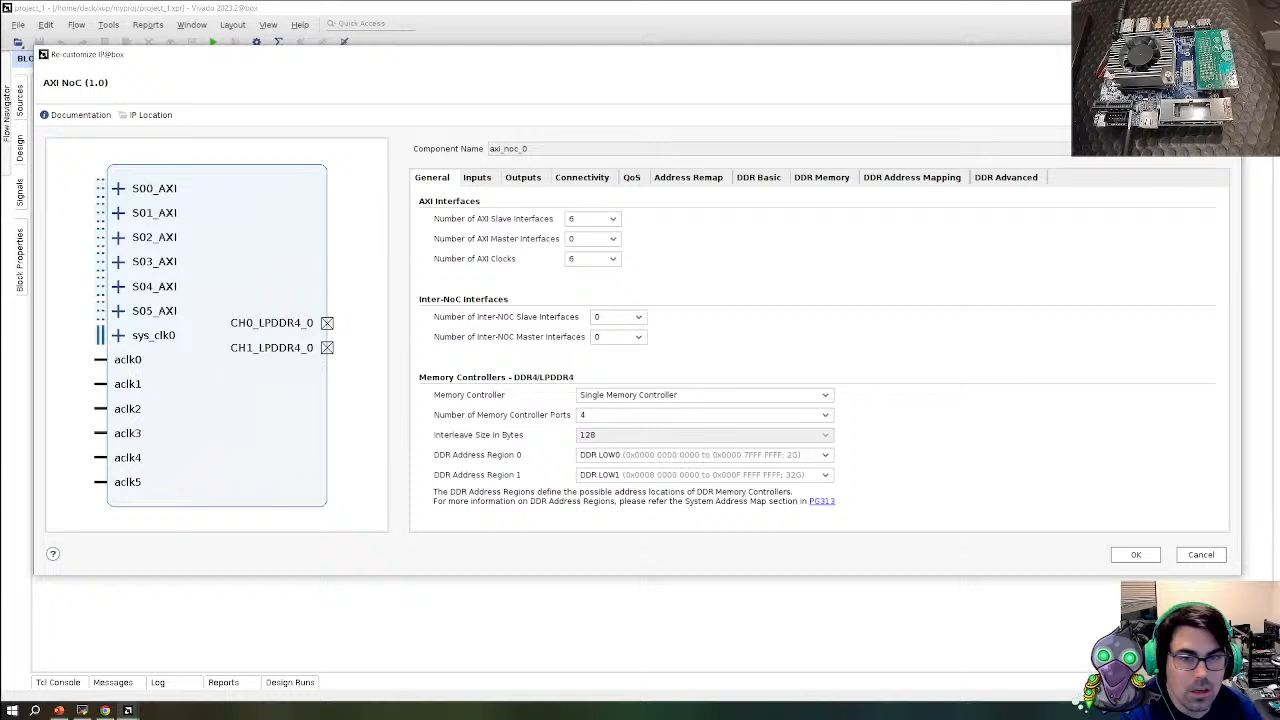 project_1 - [/home/deck/xup/myproj/project_1.xpr] - Vivado 2023.2@box
File Edit Flow Tools Reports Window Layout View Help Quick Access
BLO
Re-customize IP@box
AXI NoC (1.0)
Documentation IP Location
Flow Navigator
Sources
Design
Signals
Block Properties
S00_AXI
S01_AXI
S02_AXI
S03_AXI
S04_AXI
S05_AXI
sys_clk0
aclk0
aclk1
aclk2
aclk3
aclk4
aclk5
CH0_LPDDR4_0
CH1_LPDDR4_0
Component Name axi_noc_0
General Inputs Outputs Connectivity QoS Address Remap DDR Basic DDR Memory DDR Address Mapping DDR Advanced
AXI Interfaces
Number of AXI Slave Interfaces 6
Number of AXI Master Interfaces 0
Number of AXI Clocks 6
Inter-NoC Interfaces
Number of Inter-NOC Slave Interfaces 0
Number of Inter-NOC Master Interfaces 0
Memory Controllers - DDR4/LPDDR4
Memory Controller Single Memory Controller
Number of Memory Controller Ports 4
Interleave Size in Bytes 128
DDR Address Region 0 DDR LOW0 (0x0000 0000 0000 to 0x0000 7FFF FFFF; 2G)
DDR Address Region 1 DDR LOW1 (0x0008 0000 0000 to 0x000F FFFF FFFF; 32G)
The DDR Address Regions define the possible address locations of DDR Memory Controllers.
For more information on DDR Address Regions, please refer the System Address Map section in PG313
?
OK Cancel
Tcl Console Messages Log Reports Design Runs